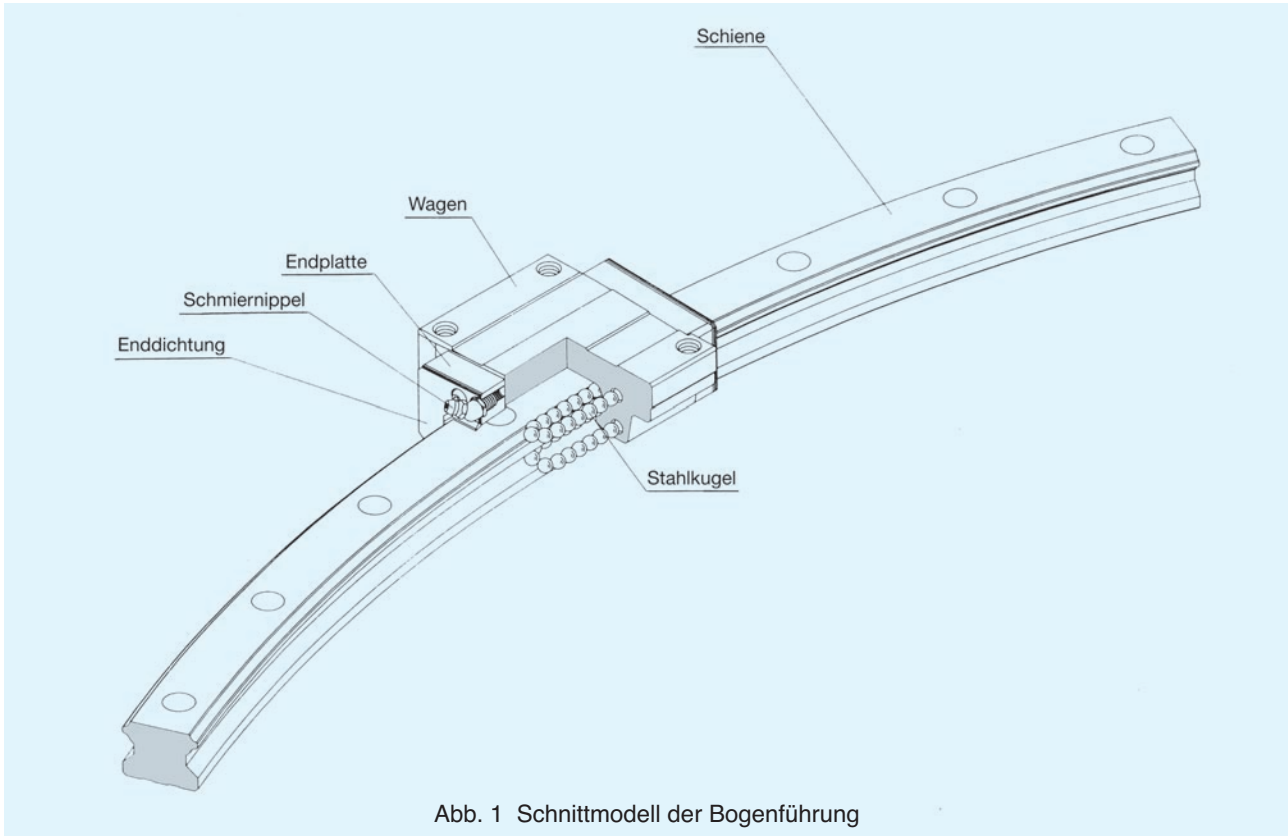 Schiene
Wagen
Endplatte
Schmiernippel
Enddichtung
Stahlkugel
Abb. 1 Schnittmodell der Bogenführung